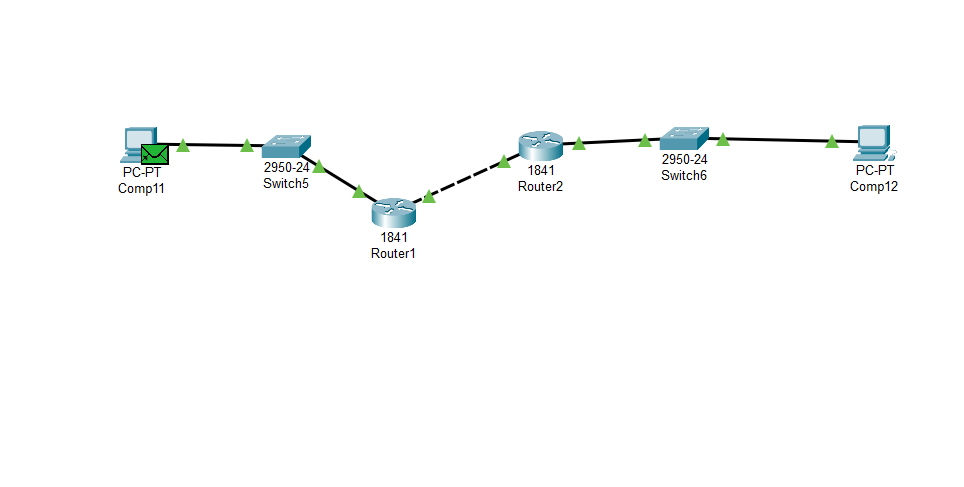 PC-PT
Comp11
2950-24
Switch5
1841
Router1
1841
Router2
2950-24
Switch6
PC-PT
Comp12